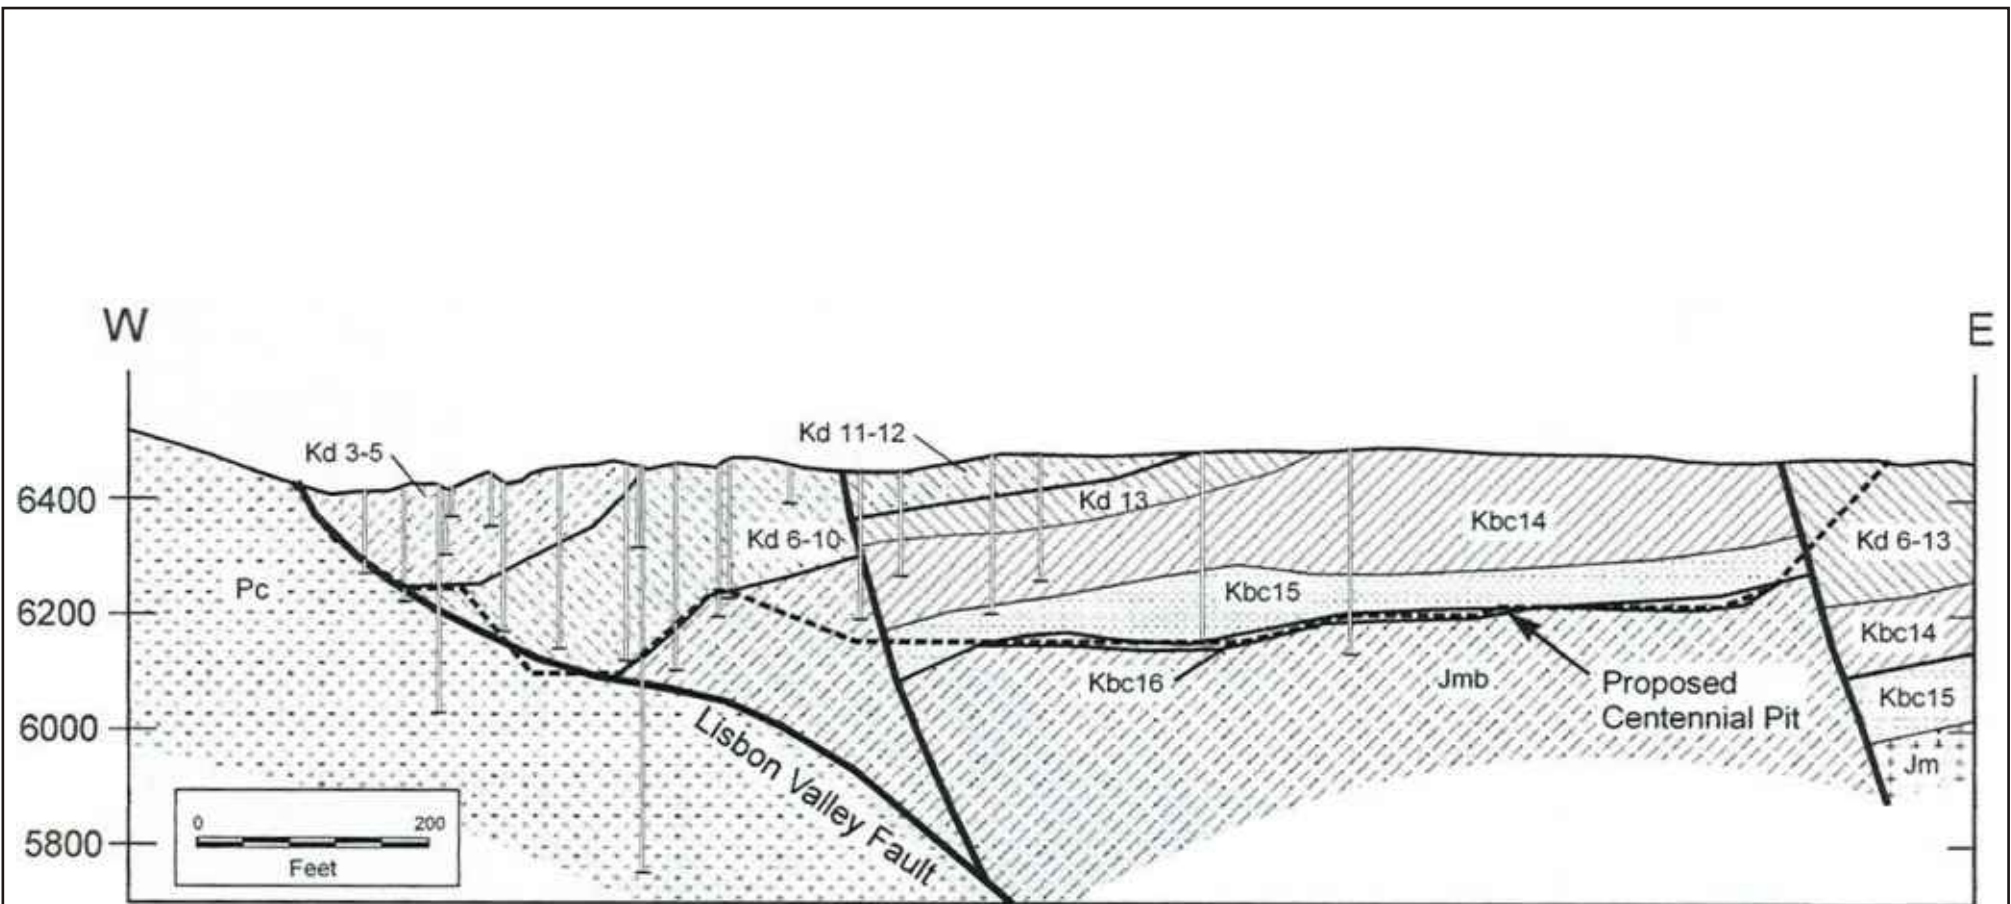 W
E
Kd 3-5
Kd 11-12
6400
Kd 13
Kbc14
Kd 6-10
Kd 6-13
Pc
Kbc15
6200
Kbc14
Kbc16
Jmb
Proposed
Centennial Pit
Kbc15
6000
Lisbon Valley Fault
Jm
0 200
Feet
5800